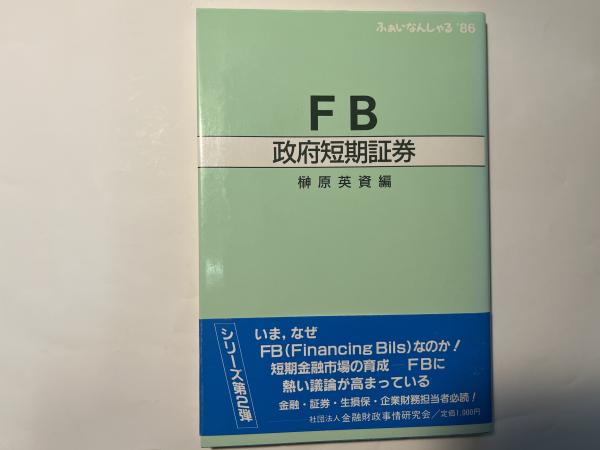 ふぁいなんしゃる '86
FB
政府短期証券
榊原英資編
シリーズ第2弾
いま,なぜ
FB(Financing Bils)なのか!
短期金融市場の育成―FBに
熱い議論が高まっている
金融・証券・生損保・企業財務担当者必読!
―社団法人金融財政事情研究会/定価1,900円